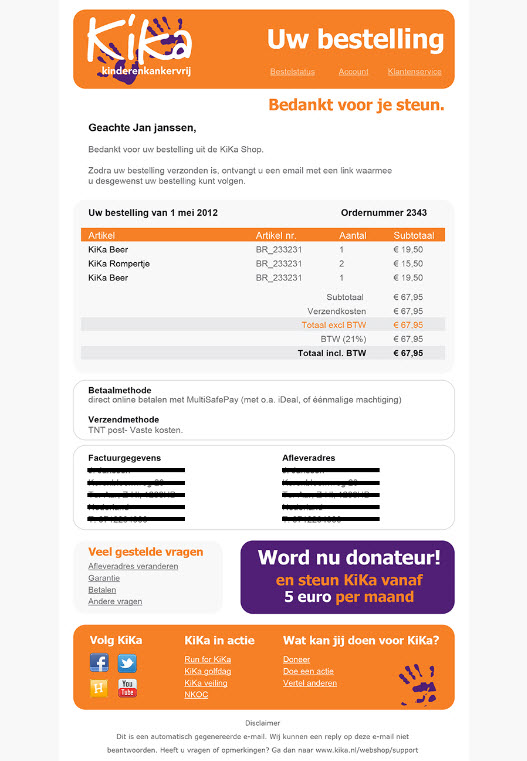 KiKa
kinderenkankervrij
Uw bestelling
Bestelstatus Account Klantenservice
Bedankt voor je steun.
Geachte Jan janssen,
Bedankt voor uw bestelling uit de KiKa Shop.
Zodra uw bestelling verzonden is, ontvangt u een email met een link waarmee
u desgewenst uw bestelling kunt volgen.
Uw bestelling van 1 mei 2012 Ordernummer 2343
Artikel Artikel nr. Aantal Subtotaal
KiKa Beer BR_233231 1 € 19,50
KiKa Rompertje BR_233231 2 € 15,50
KiKa Beer BR_233231 1 € 19,50
Subtotaal € 67,95
Verzendkosten € 67,95
Totaal excl BTW € 67,95
BTW (21%) € 67,95
Totaal incl. BTW € 67,95
Betaalmethode
direct online betalen met MultiSafePay (met o.a. iDeal, of éénmalige machtiging)
Verzendmethode
TNT post- Vaste kosten.
Factuurgegevens Afleveradres
Veel gestelde vragen
Afleveradres veranderen
Garantie
Betalen
Andere vragen
Word nu donateur!
en steun KiKa vanaf
5 euro per maand
Volg KiKa KiKa in actie Wat kan jij doen voor KiKa?
Run for KiKa Doneer
KiKa golfdag Doe een actie
KiKa veiling Vertel anderen
NKOC
You Tube
Disclaimer
Dit is een automatisch gegenereerde e-mail. Wij kunnen een reply op deze e-mail niet
beantwoorden. Heeft u vragen of opmerkingen? Ga dan naar www.kika.nl/webshop/support